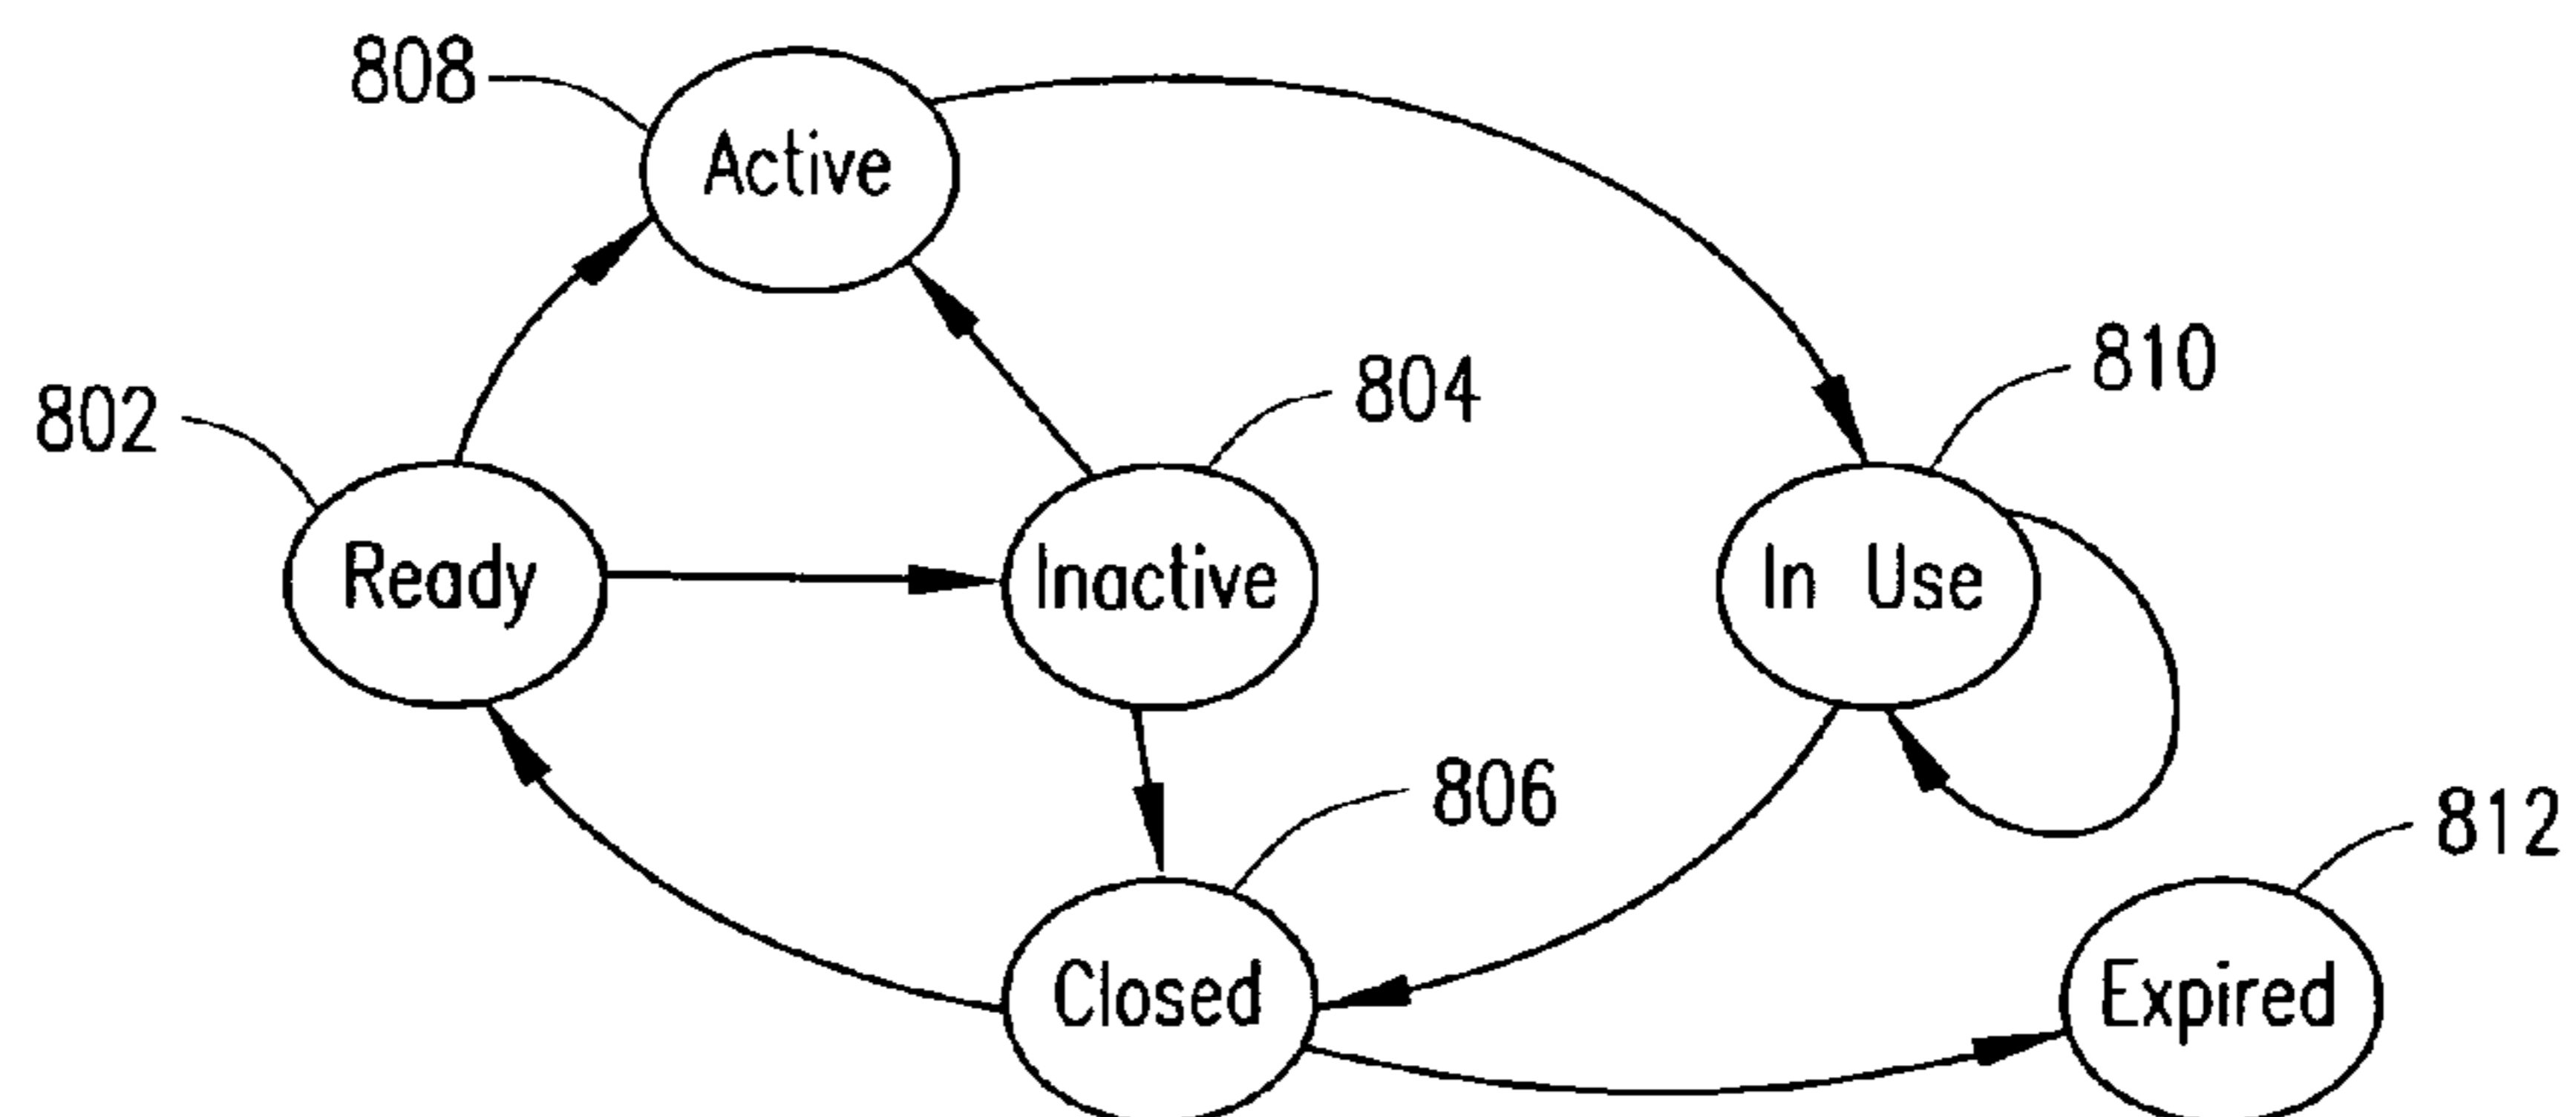 808
Active
804
810
802
Ready
Inactive
In Use
806
812
Closed
Expired